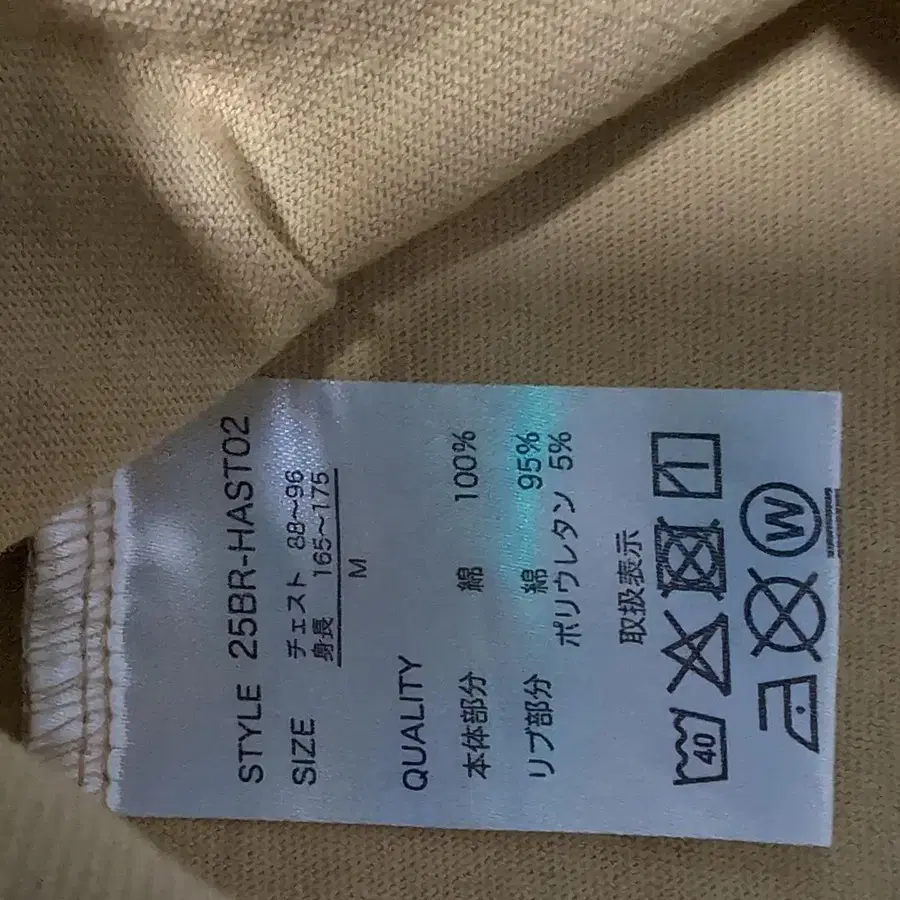 STYLE 25BR-HAST02
SIZE チェスト 88~96
身長 165~175
M
QUALITY
本体部分 綿 100%
リブ部分 綿 95%
ポリウレタン 5%
取扱表示
40
W